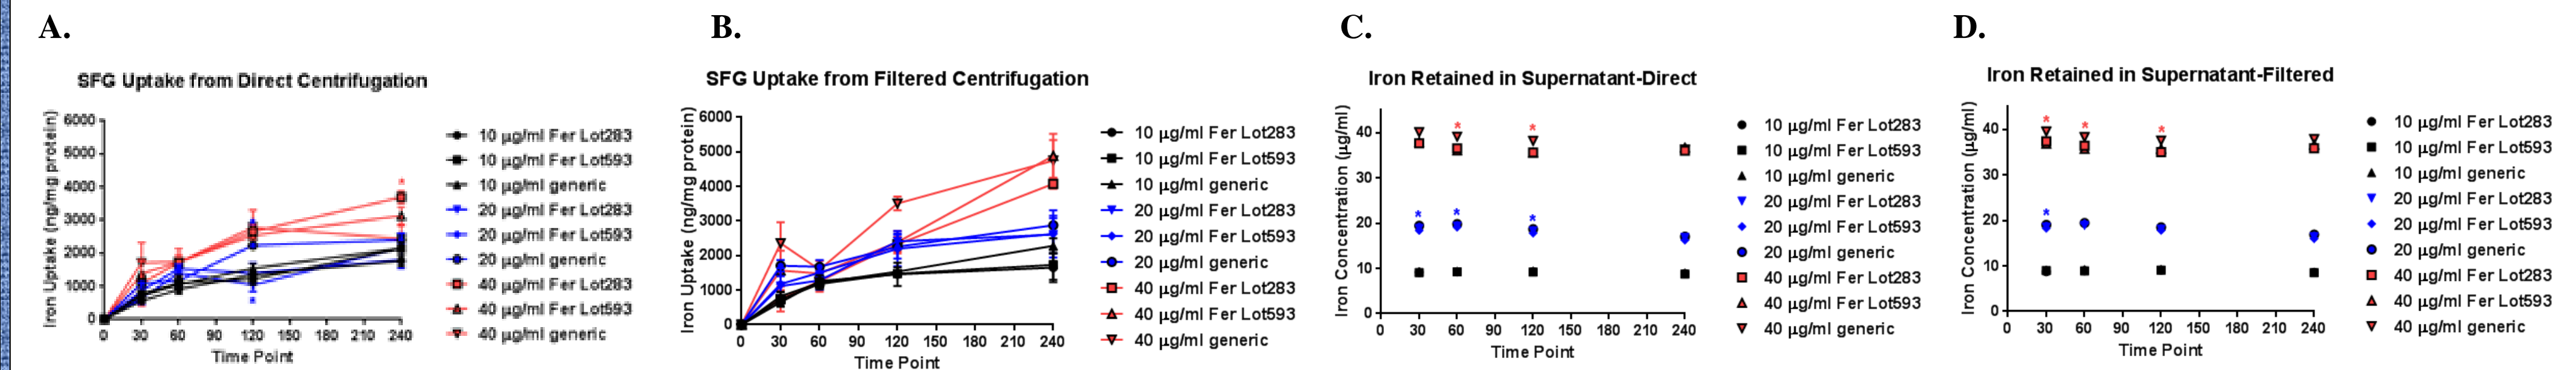 A.
SFG Uptake from Direct Centrifugation
Iron Uptake (ng/mg protein)
6000
5000
4000
3000
2000
1000
0
0 30 60 90 120 150 180 210 240
Time Point
*
10 µg/ml Fer Lot283
10 µg/ml Fer Lot593
10 µg/ml generic
20 µg/ml Fer Lot283
20 µg/ml Fer Lot593
20 µg/ml generic
40 µg/ml Fer Lot283
40 µg/ml Fer Lot593
40 µg/ml generic
B.
SFG Uptake from Filtered Centrifugation
Iron Uptake (ng/mg protein)
6000
5000
4000
3000
2000
1000
0
0 30 60 90 120 150 180 210 240
Time Point
10 µg/ml Fer Lot283
10 µg/ml Fer Lot593
10 µg/ml generic
20 µg/ml Fer Lot283
20 µg/ml Fer Lot593
20 µg/ml generic
40 µg/ml Fer Lot283
40 µg/ml Fer Lot593
40 µg/ml generic
C.
Iron Retained in Supernatant-Direct
Iron Concentration (µg/ml)
40
30
20
10
0
0 30 60 90 120 150 180 210 240
Time Point
* *
* * *
10 µg/ml Fer Lot283
10 µg/ml Fer Lot593
10 µg/ml generic
20 µg/ml Fer Lot283
20 µg/ml Fer Lot593
20 µg/ml generic
40 µg/ml Fer Lot283
40 µg/ml Fer Lot593
40 µg/ml generic
D.
Iron Retained in Supernatant-Filtered
Iron Concentration (µg/ml)
40
30
20
10
0
0 30 60 90 120 150 180 210 240
Time Point
* * *
*
10 µg/ml Fer Lot283
10 µg/ml Fer Lot593
10 µg/ml generic
20 µg/ml Fer Lot283
20 µg/ml Fer Lot593
20 µg/ml generic
40 µg/ml Fer Lot283
40 µg/ml Fer Lot593
40 µg/ml generic